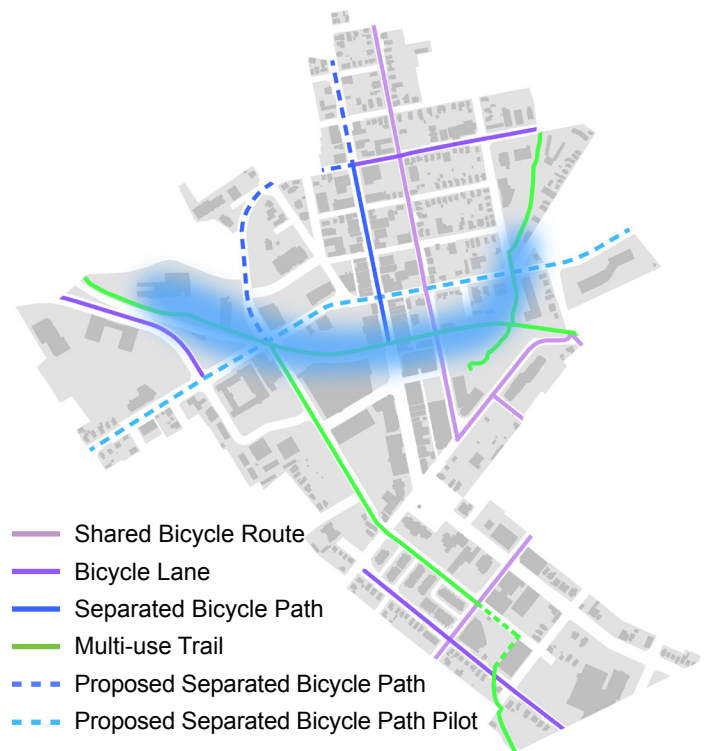 Shared Bicycle Route
Bicycle Lane
Separated Bicycle Path
Multi-use Trail
Proposed Separated Bicycle Path
Proposed Separated Bicycle Path Pilot